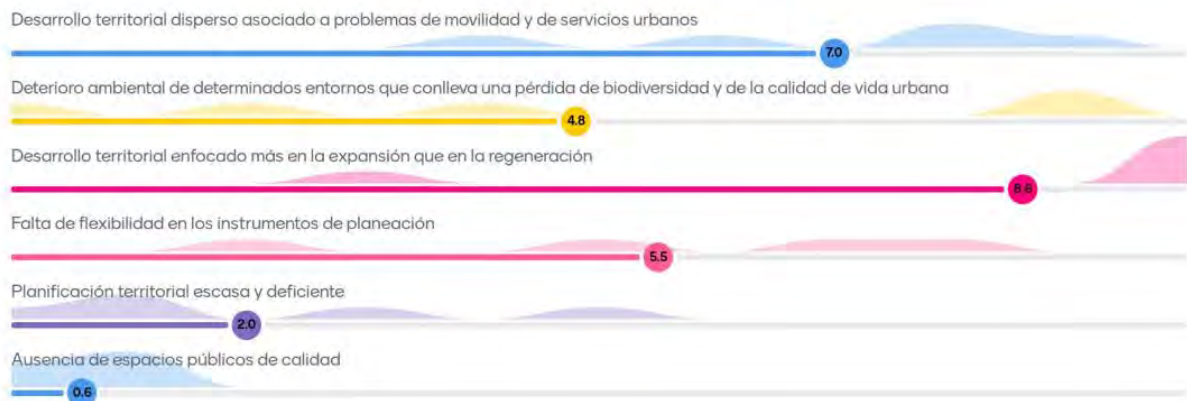 Desarrollo territorial disperso asociado a problemas de movilidad y de servicios urbanos
7.0
Deterioro ambiental de determinados entornos que conlleva una pérdida de biodiversidad y de la calidad de vida urbana
4.8
Desarrollo territorial enfocado más en la expansión que en la regeneración
8.6
Falta de flexibilidad en los instrumentos de planeación
5.5
Planificación territorial escasa y deficiente
2.0
Ausencia de espacios públicos de calidad
0.6